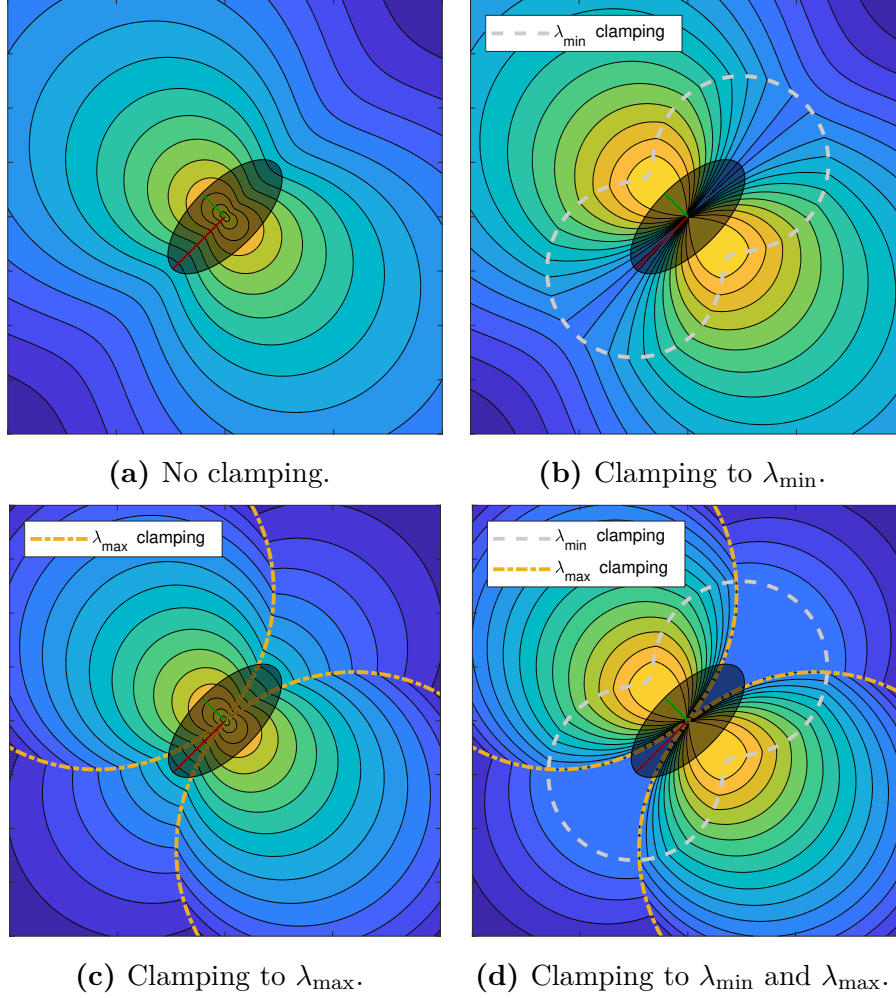 λmin clamping
(a) No clamping.
(b) Clamping to λmin.
λmax clamping
λmin clamping
λmax clamping
(c) Clamping to λmax.
(d) Clamping to λmin and λmax.